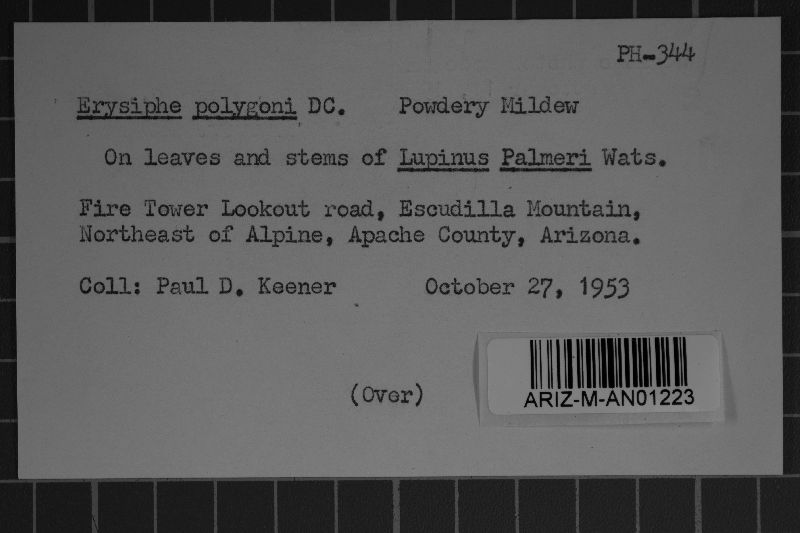 PH-344
Erysiphe polygoni DC. Powdery Mildew
On leaves and stems of Lupinus Palmeri Wats.
Fire Tower Lookout road, Escudilla Mountain,
Northeast of Alpine, Apache County, Arizona.
Coll: Paul D. Keener October 27, 1953
(Over)
ARIZ-M-AN01223